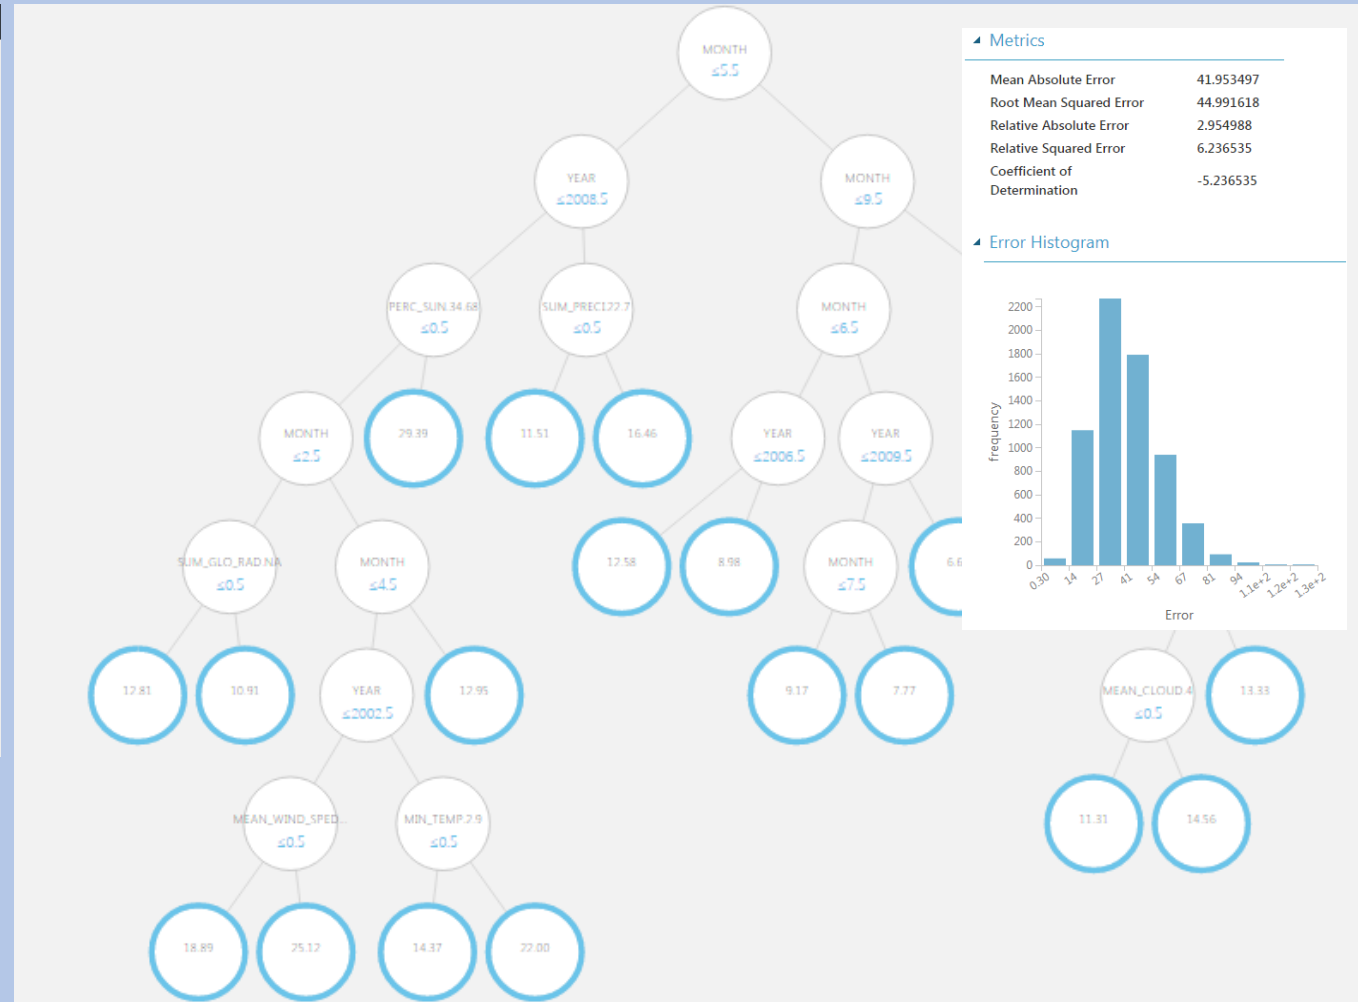 MONTH
≤5.5
YEAR
≤2008.5
MONTH
≤9.5
PERC_SUN.34.68
≤0.5
SUM_PRECI.22.7
≤0.5
MONTH
≤6.5
MONTH
≤2.5
29.39
11.51
16.46
YEAR
≤2006.5
YEAR
≤2009.5
SUM_GLO_RAD.NA
≤0.5
MONTH
≤4.5
12.58
8.98
MONTH
≤7.5
6.6
12.81
10.91
YEAR
≤2002.5
12.95
9.17
7.77
MEAN_CLOUD.4
≤0.5
13.33
MEAN_WIND_SPED...
≤0.5
MIN_TEMP.2.9
≤0.5
11.31
14.56
18.89
25.12
14.37
22.00
Metrics
Mean Absolute Error 41.953497
Root Mean Squared Error 44.991618
Relative Absolute Error 2.954988
Relative Squared Error 6.236535
Coefficient of
Determination -5.236535
Error Histogram
frequency
2200
2000
1800
1600
1400
1200
1000
800
600
400
200
0
0.30 14 27 41 54 67 81 94 1.1e+2 1.2e+2 1.3e+2
Error